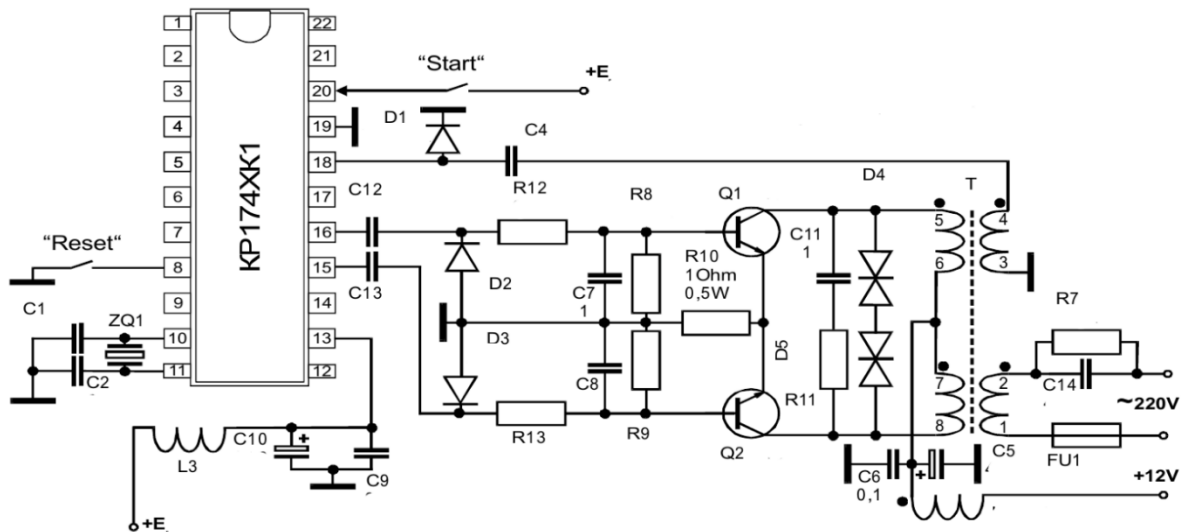 1
22
2
21
"Start"
+E
3
20
4
19
D1
C4
5
18
D4
T
6
17
C12
R12
R8
Q1
5
4
7
16
"Reset"
C11
1
R10
1Ohm
0,5W
6
3
8
15
C13
D2
C7
1
R7
C1
9
14
ZQ1
D3
D5
10
13
C8
7
2
C14
C2
11
12
R11
~220V
КР174ХК1
8
1
R13
R9
Q2
C5
FU1
C10
+
L3
C9
C6
0,1
+
+12V
+E